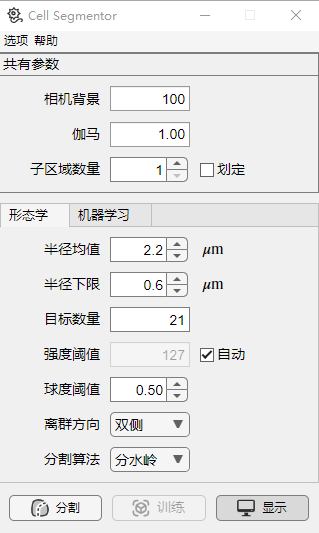 Cell Segmentor
选项 帮助
共有参数
相机背景 100
伽马 1.00
子区域数量 1 划定
形态学 机器学习
半径均值 2.2 μm
半径下限 0.6 μm
目标数量 21
强度阈值 127 自动
球度阈值 0.50
离群方向 双侧
分割算法 分水岭
分割 训练 显示